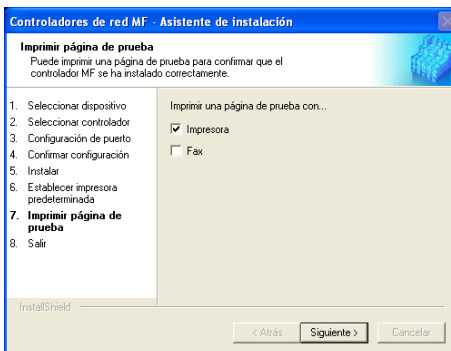 Controladores de red MF - Asistente de instalación
Imprimir página de prueba
Puede imprimir una página de prueba para confirmar que el
controlador MF se ha instalado correctamente.
1. Seleccionar dispositivo
2. Seleccionar controlador
3. Configuración de puerto
4. Confirmar configuración
5. Instalar
6. Establecer impresora
predeterminada
7. Imprimir página de
prueba
8. Salir
Imprimir una página de prueba con...
Impresora
Fax
InstallShield
< Atrás
Siguiente >
Cancelar